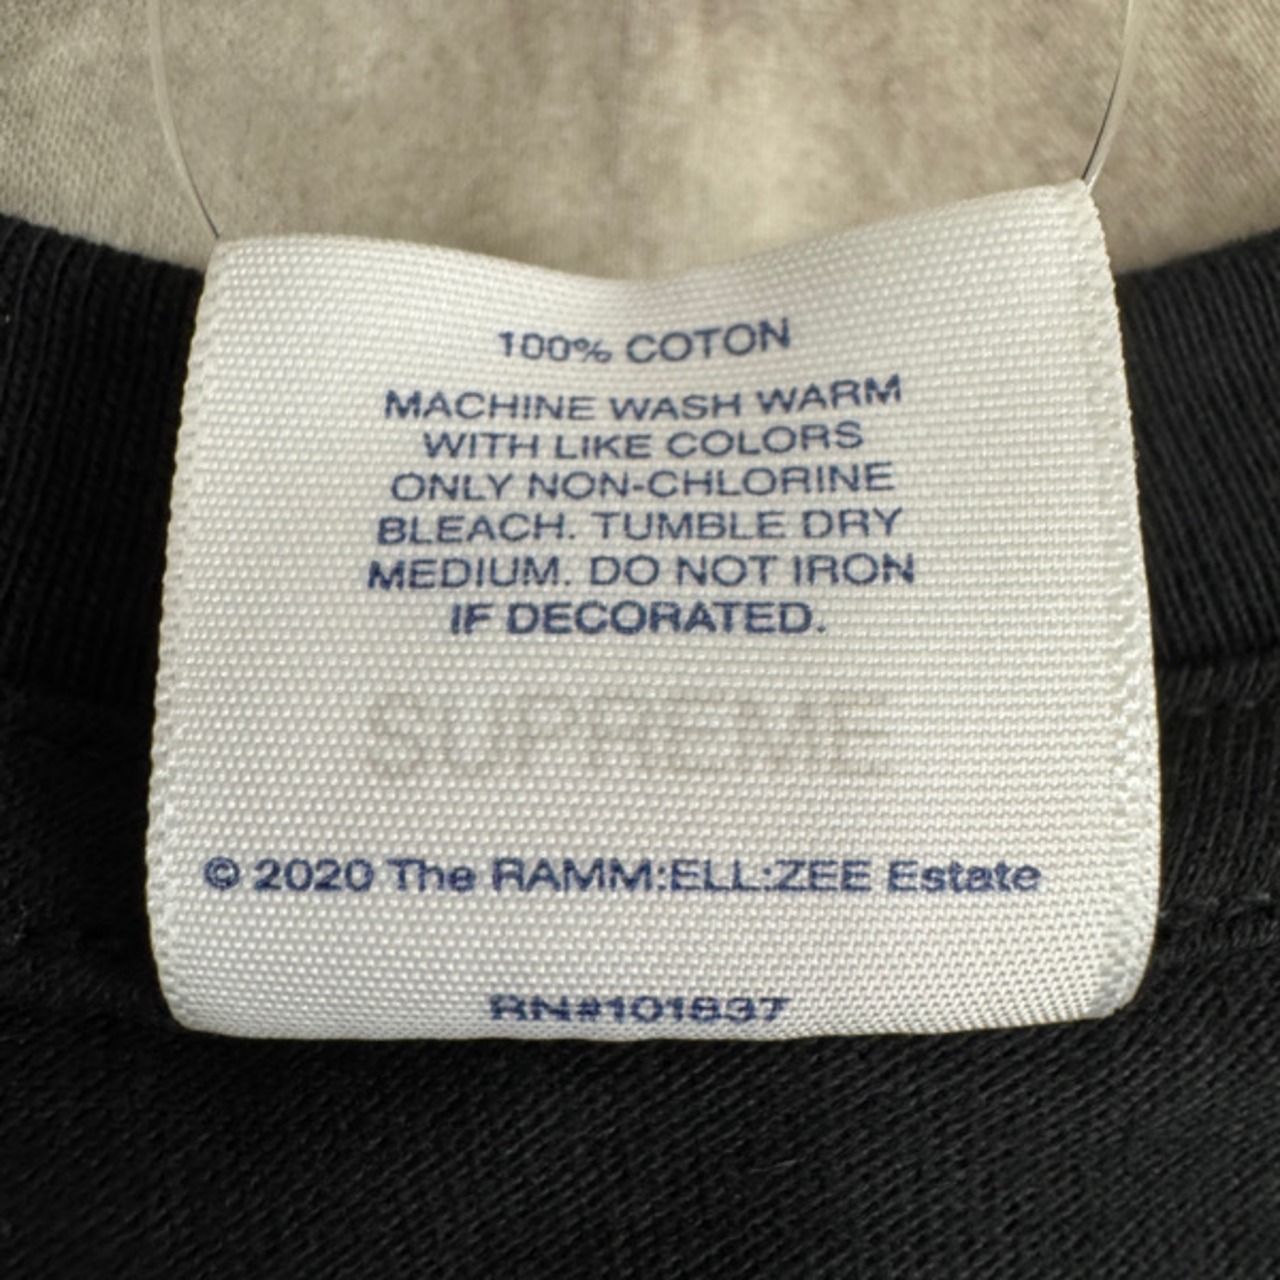 100% COTON
MACHINE WASH WARM
WITH LIKE COLORS
ONLY NON-CHLORINE
BLEACH. TUMBLE DRY
MEDIUM. DO NOT IRON
IF DECORATED.
SUPREME
© 2020 The RAMM:ELL:ZEE Estate
RN#101837